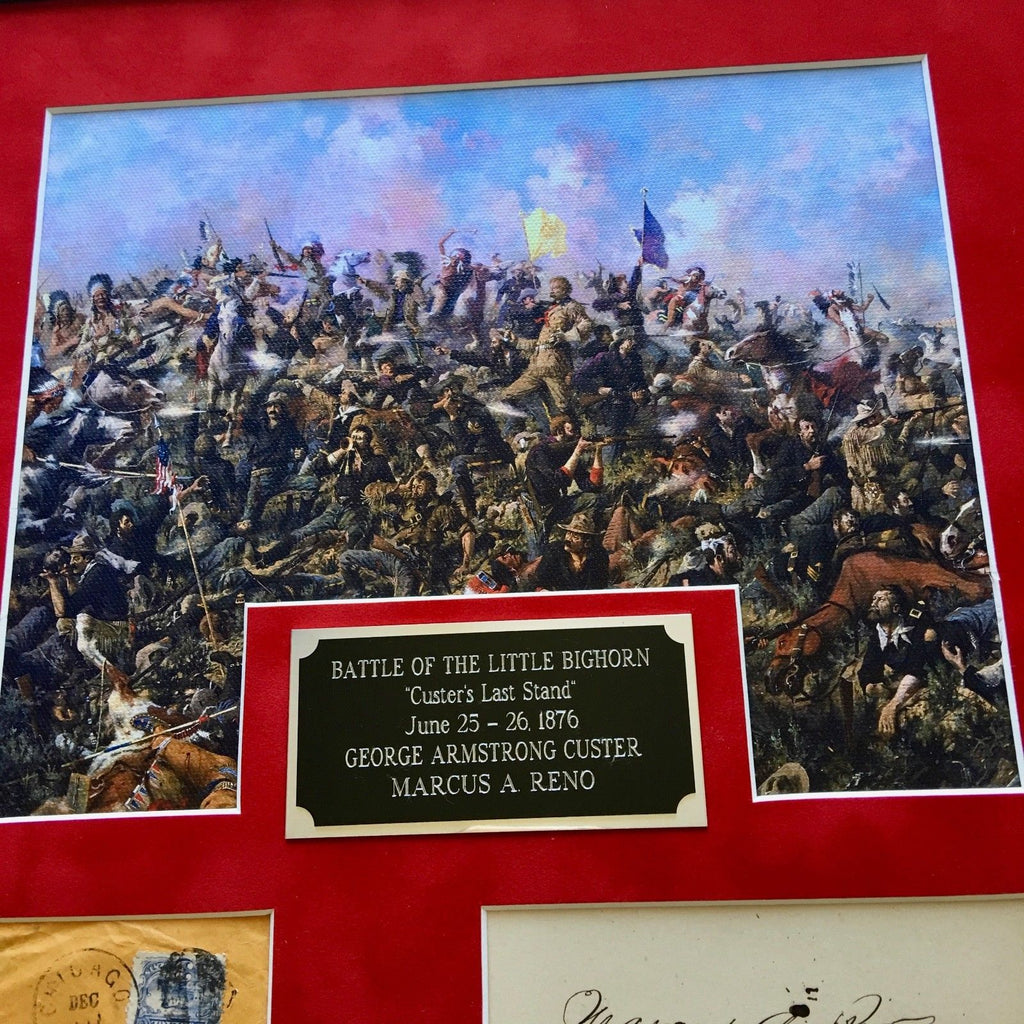 BATTLE OF THE LITTLE BIGHORN
"Custer's Last Stand"
June 25 - 26, 1876
GEORGE ARMSTRONG CUSTER
MARCUS A. RENO
CHICAGO
DEC